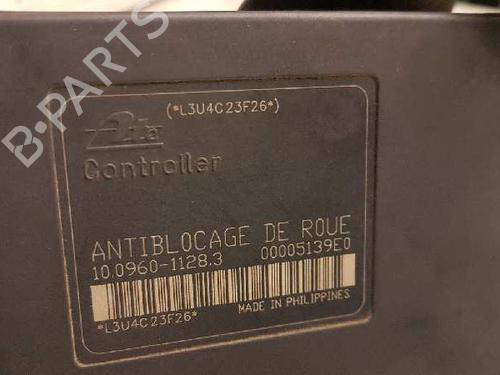 B-PARTS
(*L3U4C23F26*)
Ate
Controller
ANTIBLOCAGE DE ROUE
10.0960-1128.3 00005139E0
*L3U4C23F26*
MADE IN PHILIPPINES